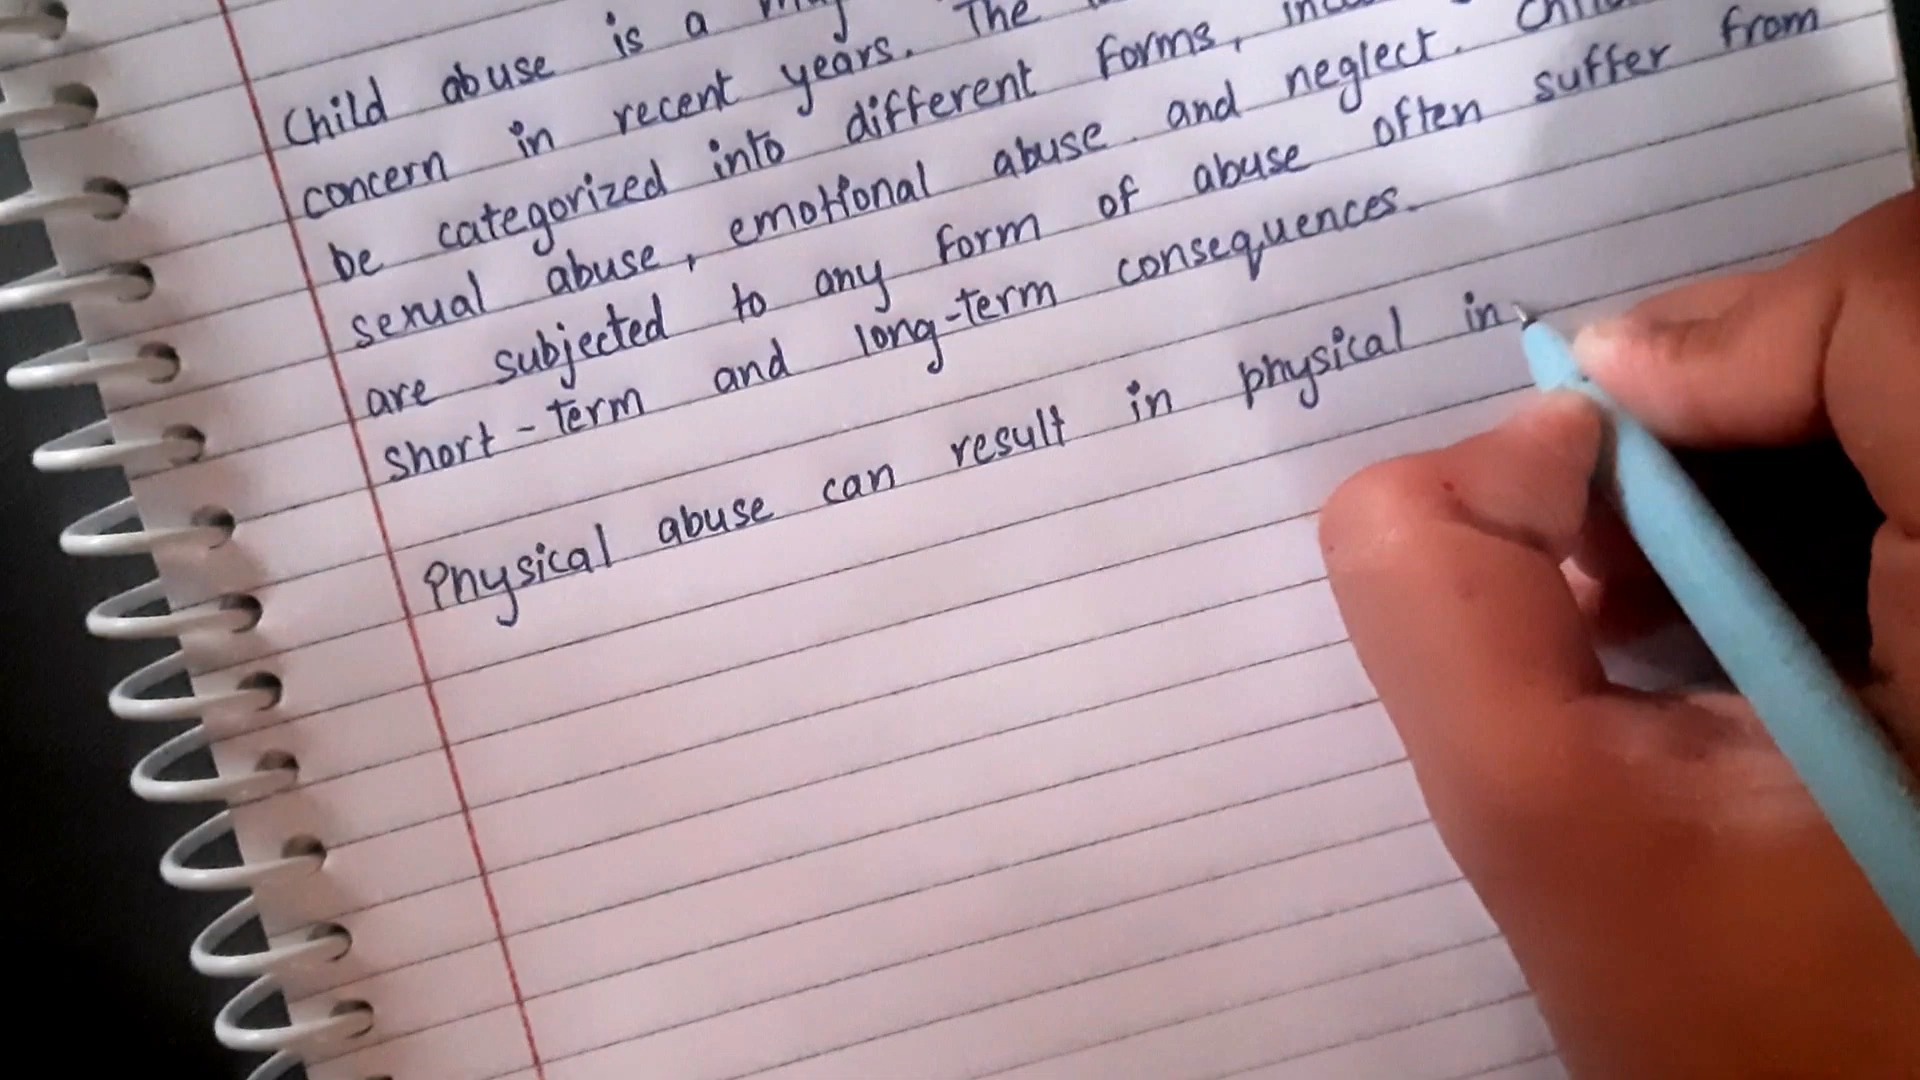 Child abuse is a
concern in recent years. The
be categorized into different forms,
sexual abuse, emotional abuse and neglect.
are subjected to any form of abuse often suffer from
short-term and long-term consequences.
Physical abuse can result in physical in